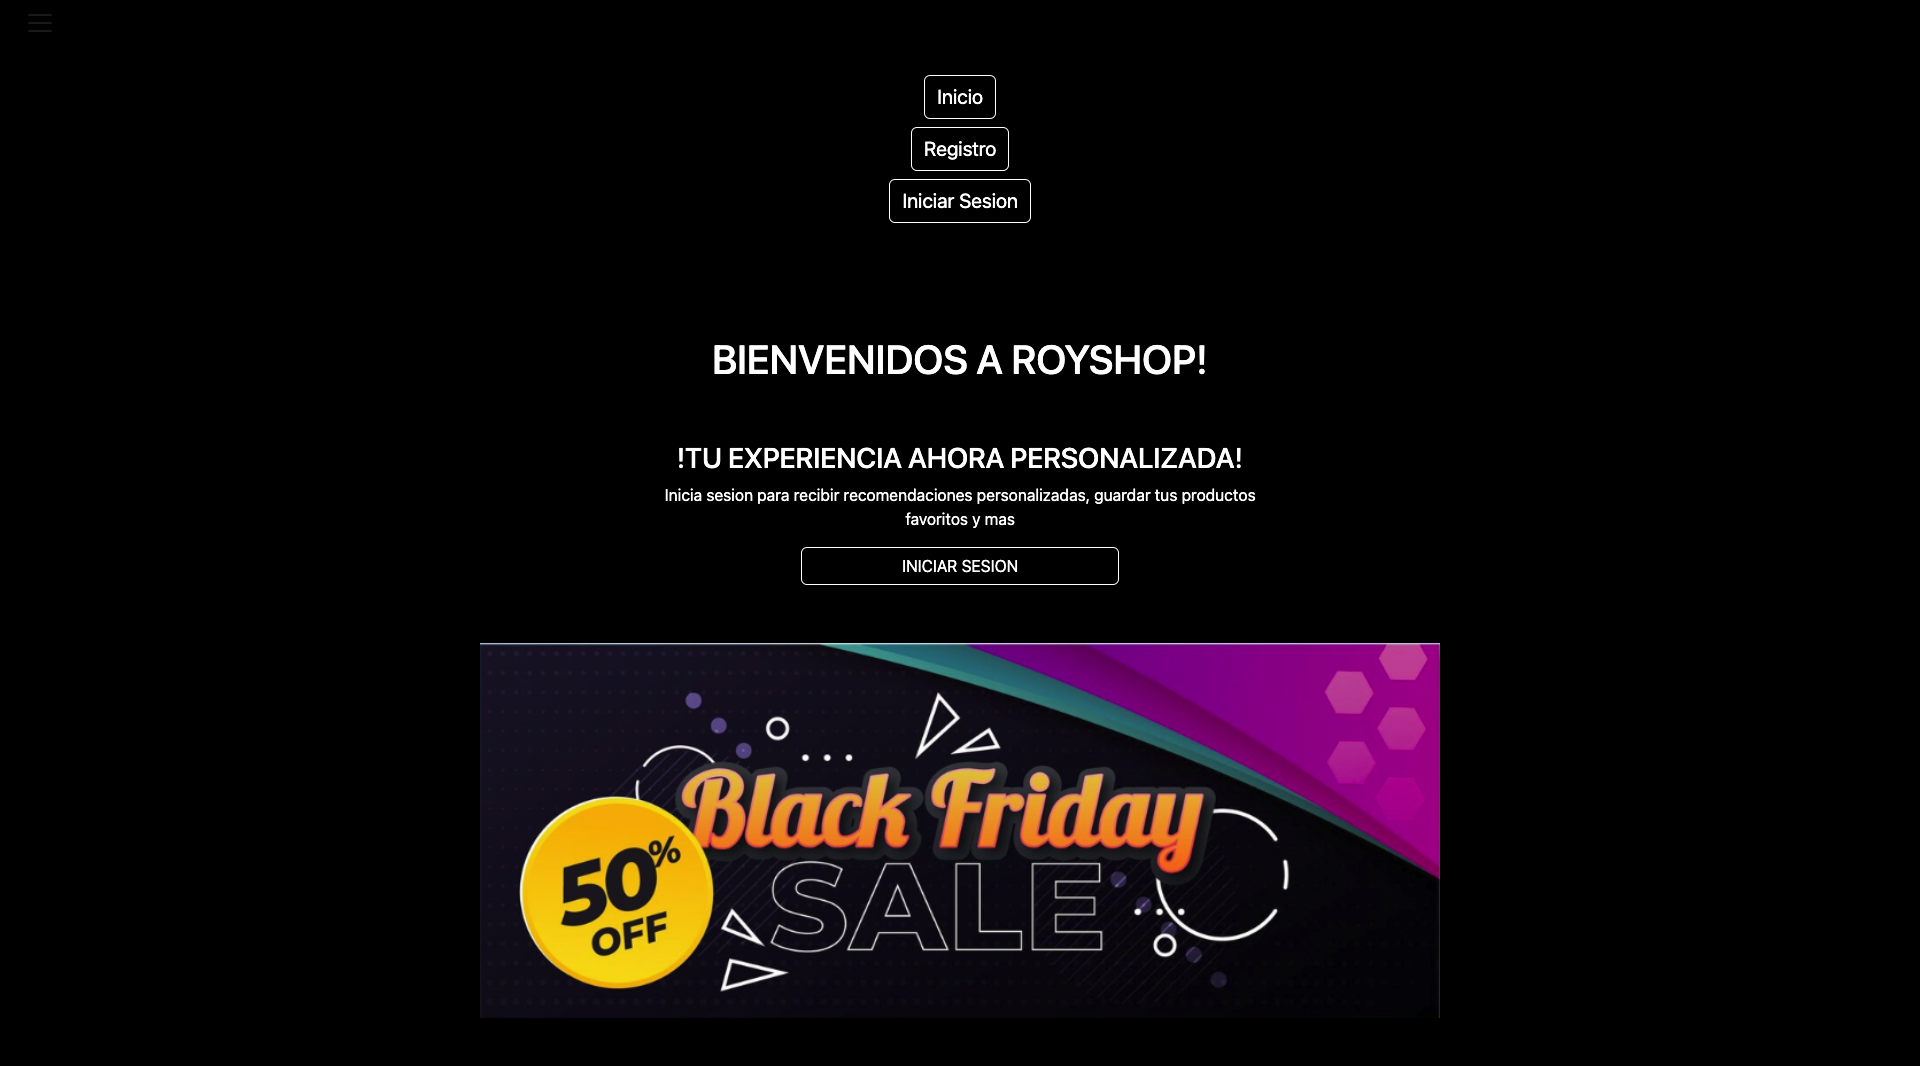 Inicio
Registro
Iniciar Sesion
BIENVENIDOS A ROYSHOP!
!TU EXPERIENCIA AHORA PERSONALIZADA!
Inicia sesion para recibir recomendaciones personalizadas, guardar tus productos
favoritos y mas
INICIAR SESION
Black Friday
SALE
50%
OFF